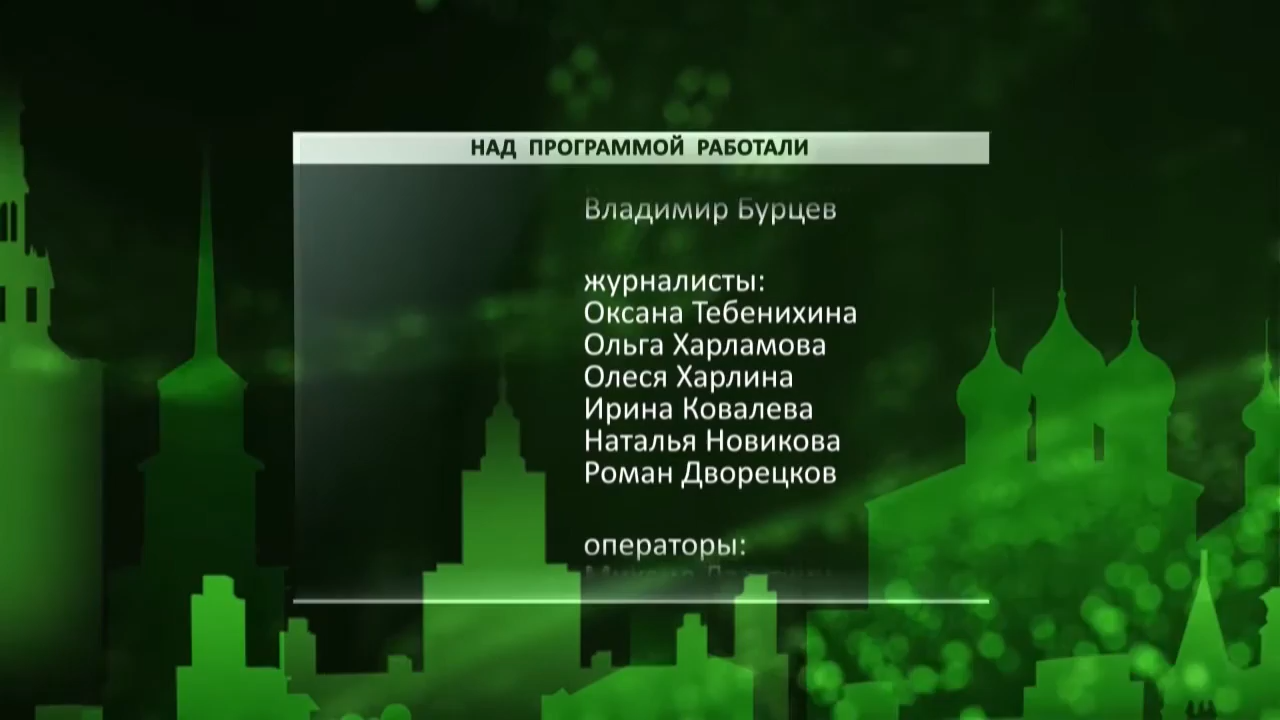 НАД ПРОГРАММОЙ РАБОТАЛИ
Владимир Бурцев
журналисты:
Оксана Тебенихина
Ольга Харламова
Олеся Харлина
Ирина Ковалева
Наталья Новикова
Роман Дворецков
операторы: